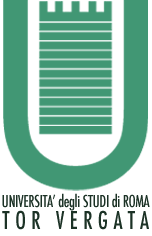 UNIVERSITA' degli STUDI di ROMA
TOR VERGATA